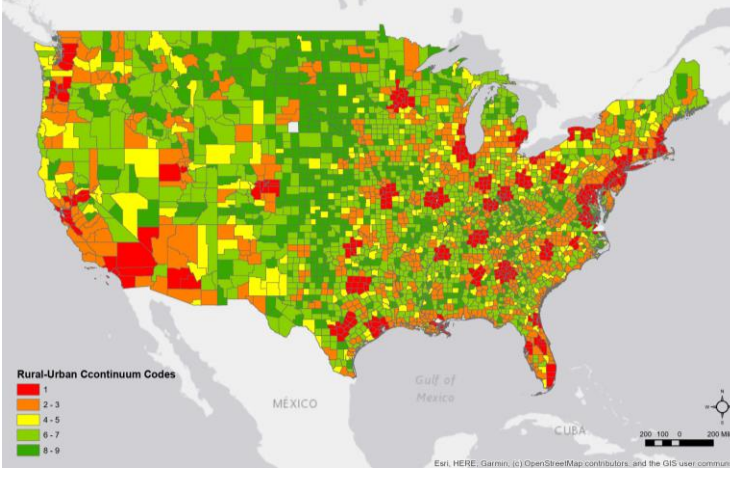 Rural-Urban Ccontinuum Codes
1
2 - 3
4 - 5
6 - 7
8 - 9
MÉXICO
Gulf of
Mexico
CUBA
N
S
200 100 0 200 Mil
Esri, HERE, Garmin, (c) OpenStreetMap contributors, and the GIS user commun